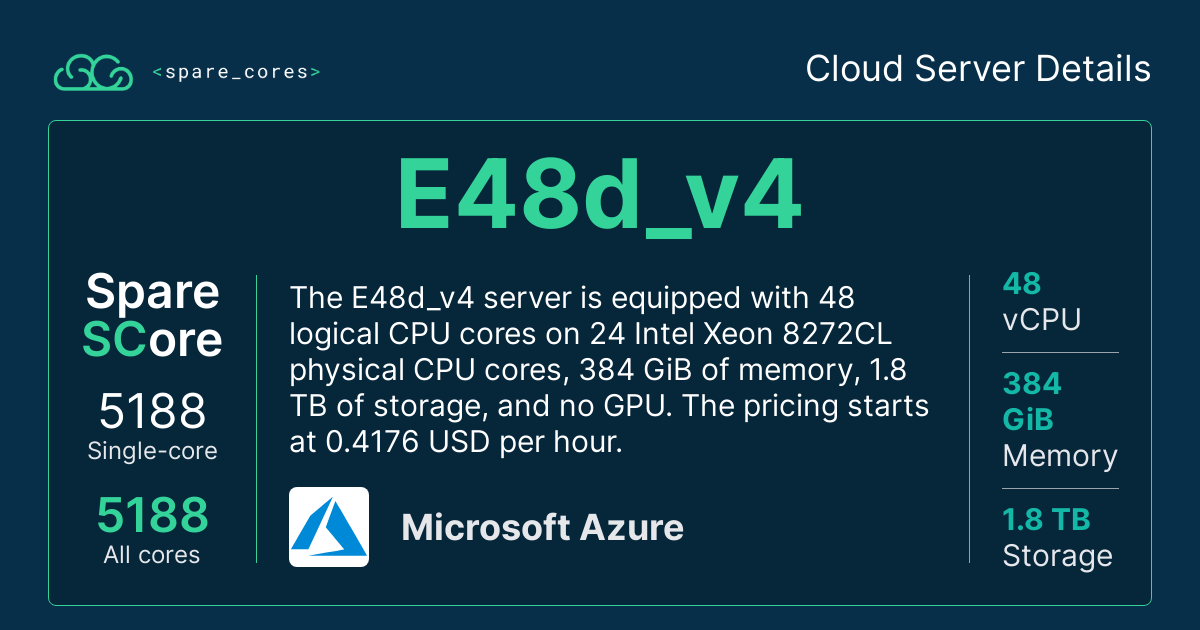 <spare_cores>
Cloud Server Details
E48d_v4
Spare
SCore
5188
Single-core
5188
All cores
The E48d_v4 server is equipped with 48
logical CPU cores on 24 Intel Xeon 8272CL
physical CPU cores, 384 GiB of memory, 1.8
TB of storage, and no GPU. The pricing starts
at 0.4176 USD per hour.
Microsoft Azure
48
vCPU
384
GiB
Memory
1.8 TB
Storage